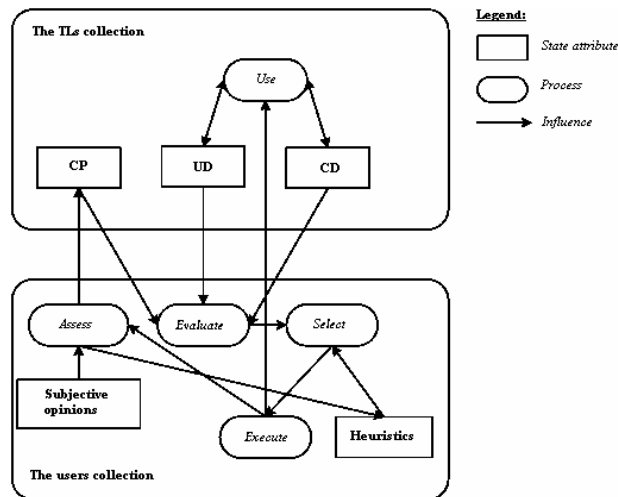 The TLs collection
Legend:
State attribute
Process
Influence
Use
CP
UD
CD
Assess
Evaluate
Select
Subjective
opinions
Execute
Heuristics
The users collection